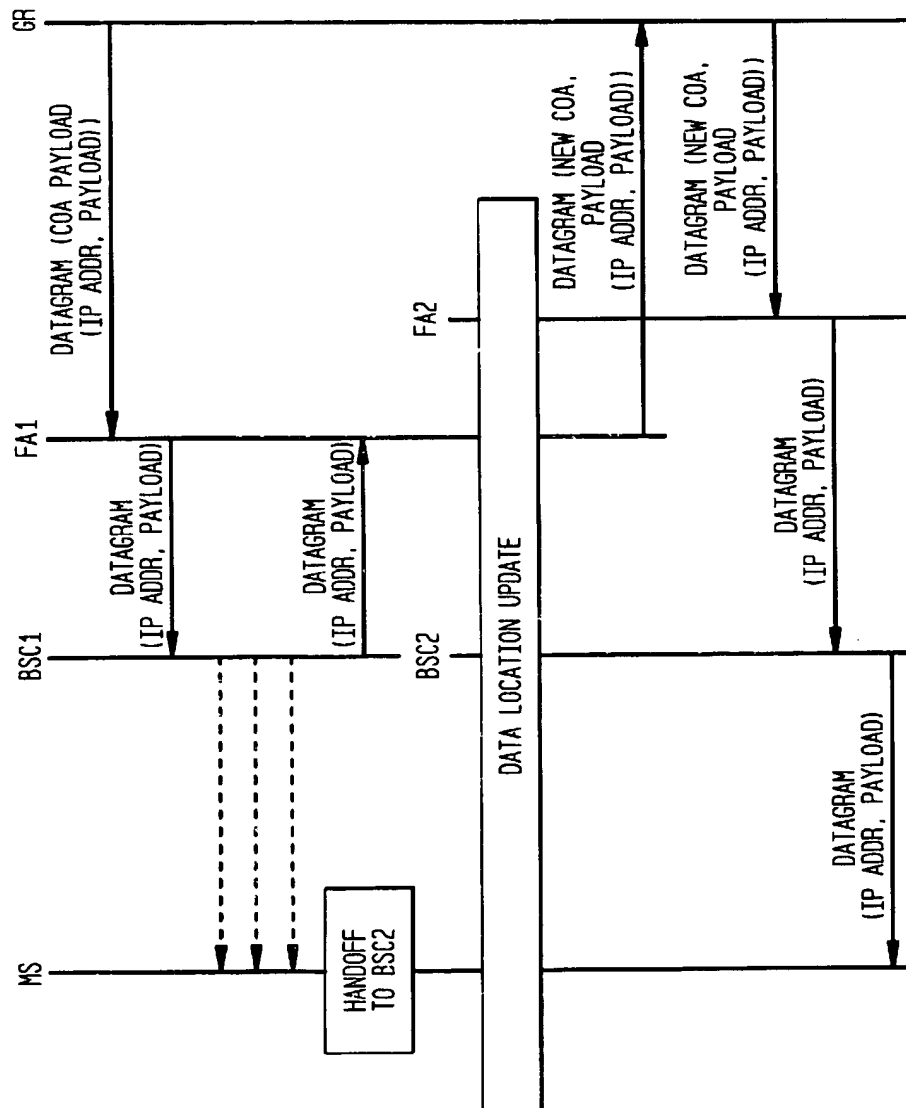 MS
BSC1
FA1
GR
DATAGRAM (COA PAYLOAD
(IP ADDR, PAYLOAD))
DATAGRAM
(IP ADDR, PAYLOAD)
HANDOFF
TO BSC2
DATAGRAM
(IP ADDR, PAYLOAD)
BSC2
FA2
DATA LOCATION UPDATE
DATAGRAM (NEW COA,
PAYLOAD
(IP ADDR, PAYLOAD))
DATAGRAM (NEW COA,
PAYLOAD
(IP ADDR, PAYLOAD))
DATAGRAM
(IP ADDR, PAYLOAD)
DATAGRAM
(IP ADDR, PAYLOAD)